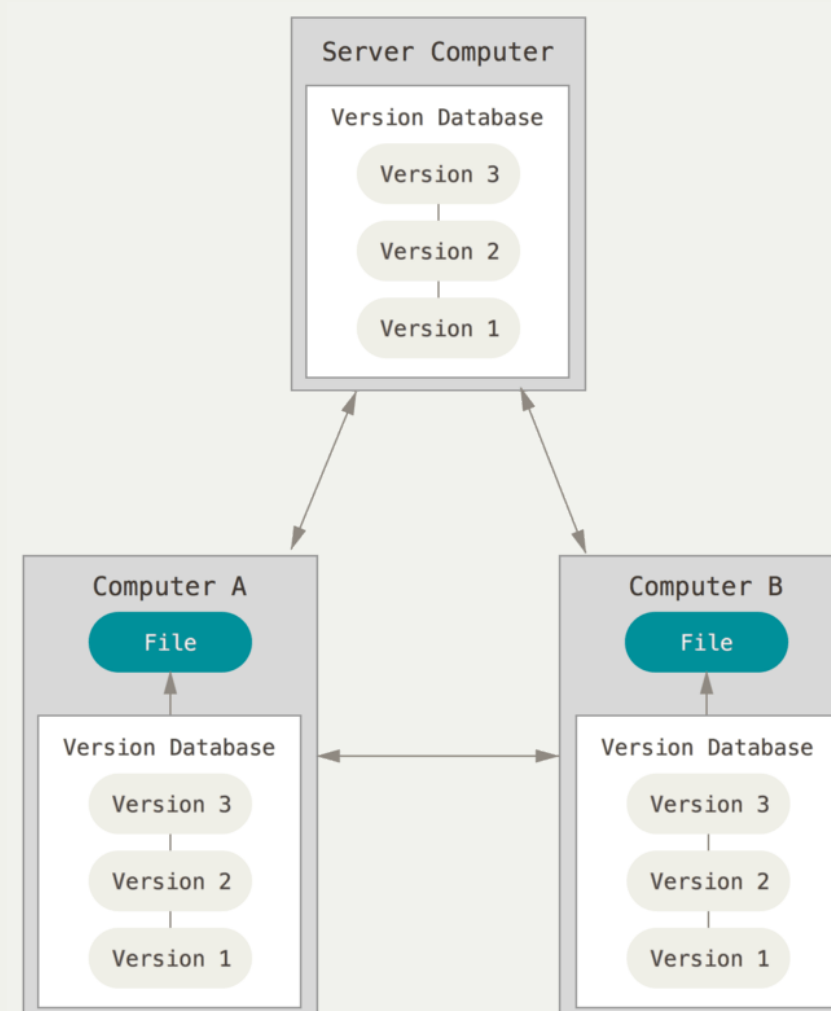 Server Computer
Version Database
Version 3
Version 2
Version 1
Computer A
File
Version Database
Version 3
Version 2
Version 1
Computer B
File
Version Database
Version 3
Version 2
Version 1